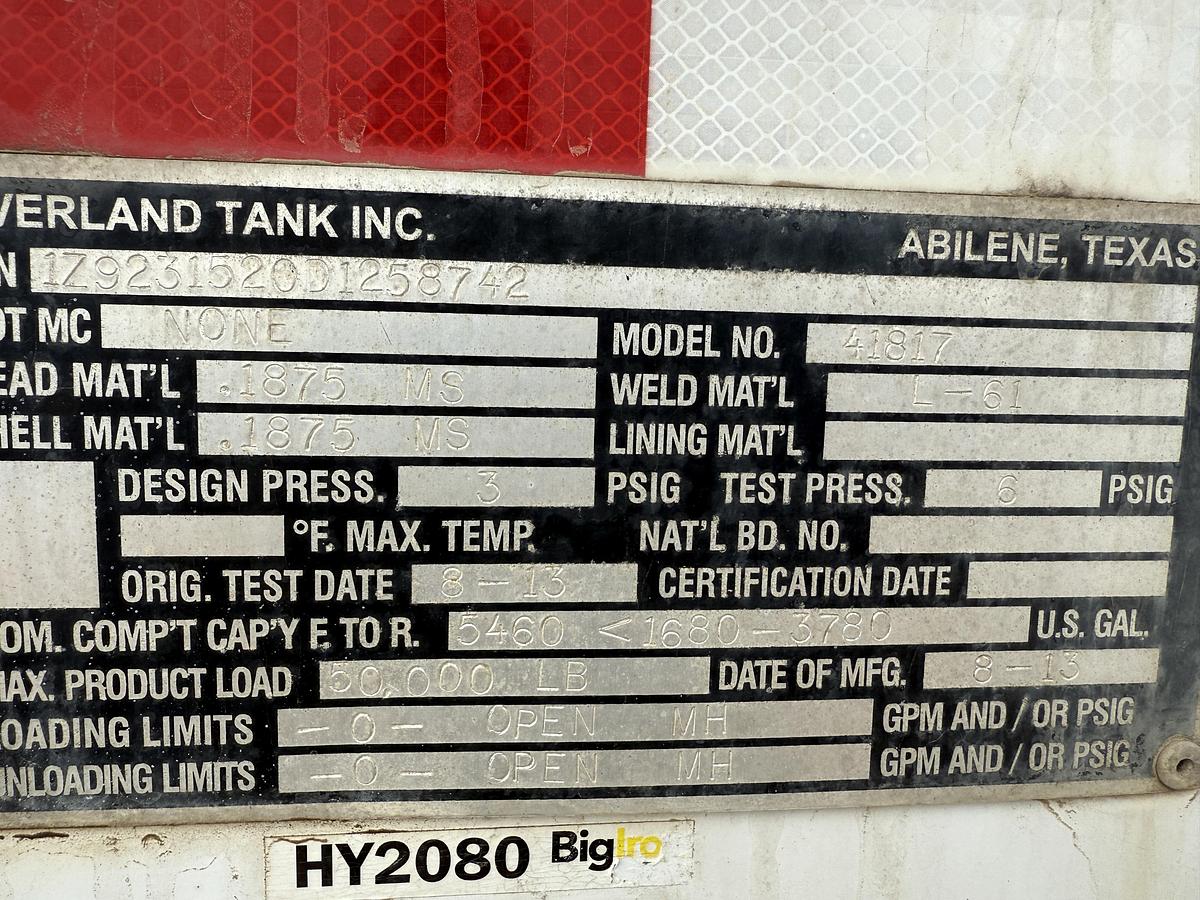 VERLAND TANK INC. ABILENE, TEXAS
N 1Z9231520D1258742
OT MC NONE MODEL NO. 41817
EAD MAT'L .1875 MS WELD MAT'L L-61
HELL MAT'L .1875 MS LINING MAT'L
DESIGN PRESS. 3 PSIG TEST PRESS. 6 PSIG
°F. MAX. TEMP. NAT'L BD. NO.
ORIG. TEST DATE 8-13 CERTIFICATION DATE
OM. COMP'T CAP'Y F. TO R. 5460 <1680-3780 U.S. GAL.
MAX. PRODUCT LOAD 50,000 LB DATE OF MFG. 8-13
LOADING LIMITS -0- OPEN MH GPM AND / OR PSIG
UNLOADING LIMITS -0- OPEN MH GPM AND / OR PSIG
HY2080 BigIro